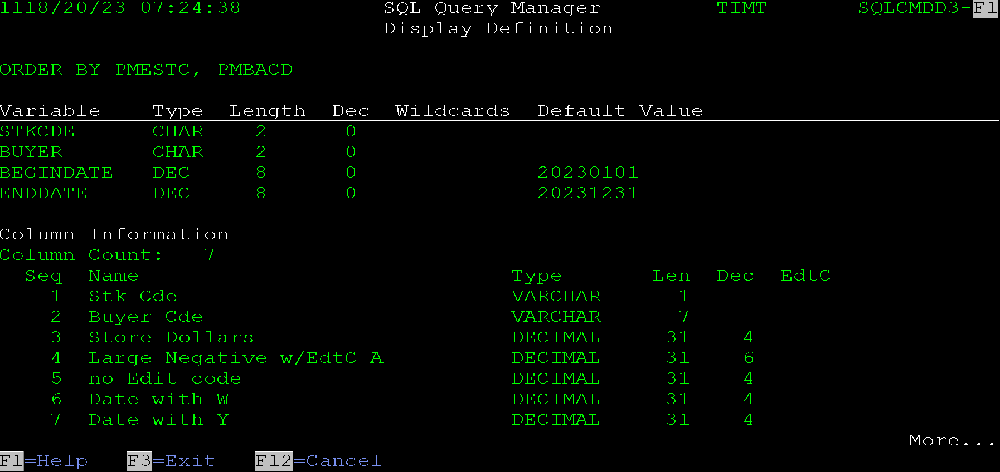 1118/20/23 07:24:38 SQL Query Manager TIMT SQLCMDD3-F1
Display Definition
ORDER BY PMESTC, PMBACD
Variable Type Length Dec Wildcards Default Value
STKCDE CHAR 2 0
BUYER CHAR 2 0
BEGINDATE DEC 8 0 20230101
ENDDATE DEC 8 0 20231231
Column Information
Column Count: 7
Seq Name Type Len Dec EdtC
1 Stk Cde VARCHAR 1
2 Buyer Cde VARCHAR 7
3 Store Dollars DECIMAL 31 4
4 Large Negative w/EdtC A DECIMAL 31 6
5 no Edit code DECIMAL 31 4
6 Date with W DECIMAL 31 4
7 Date with Y DECIMAL 31 4
More...
F1=Help F3=Exit F12=Cancel